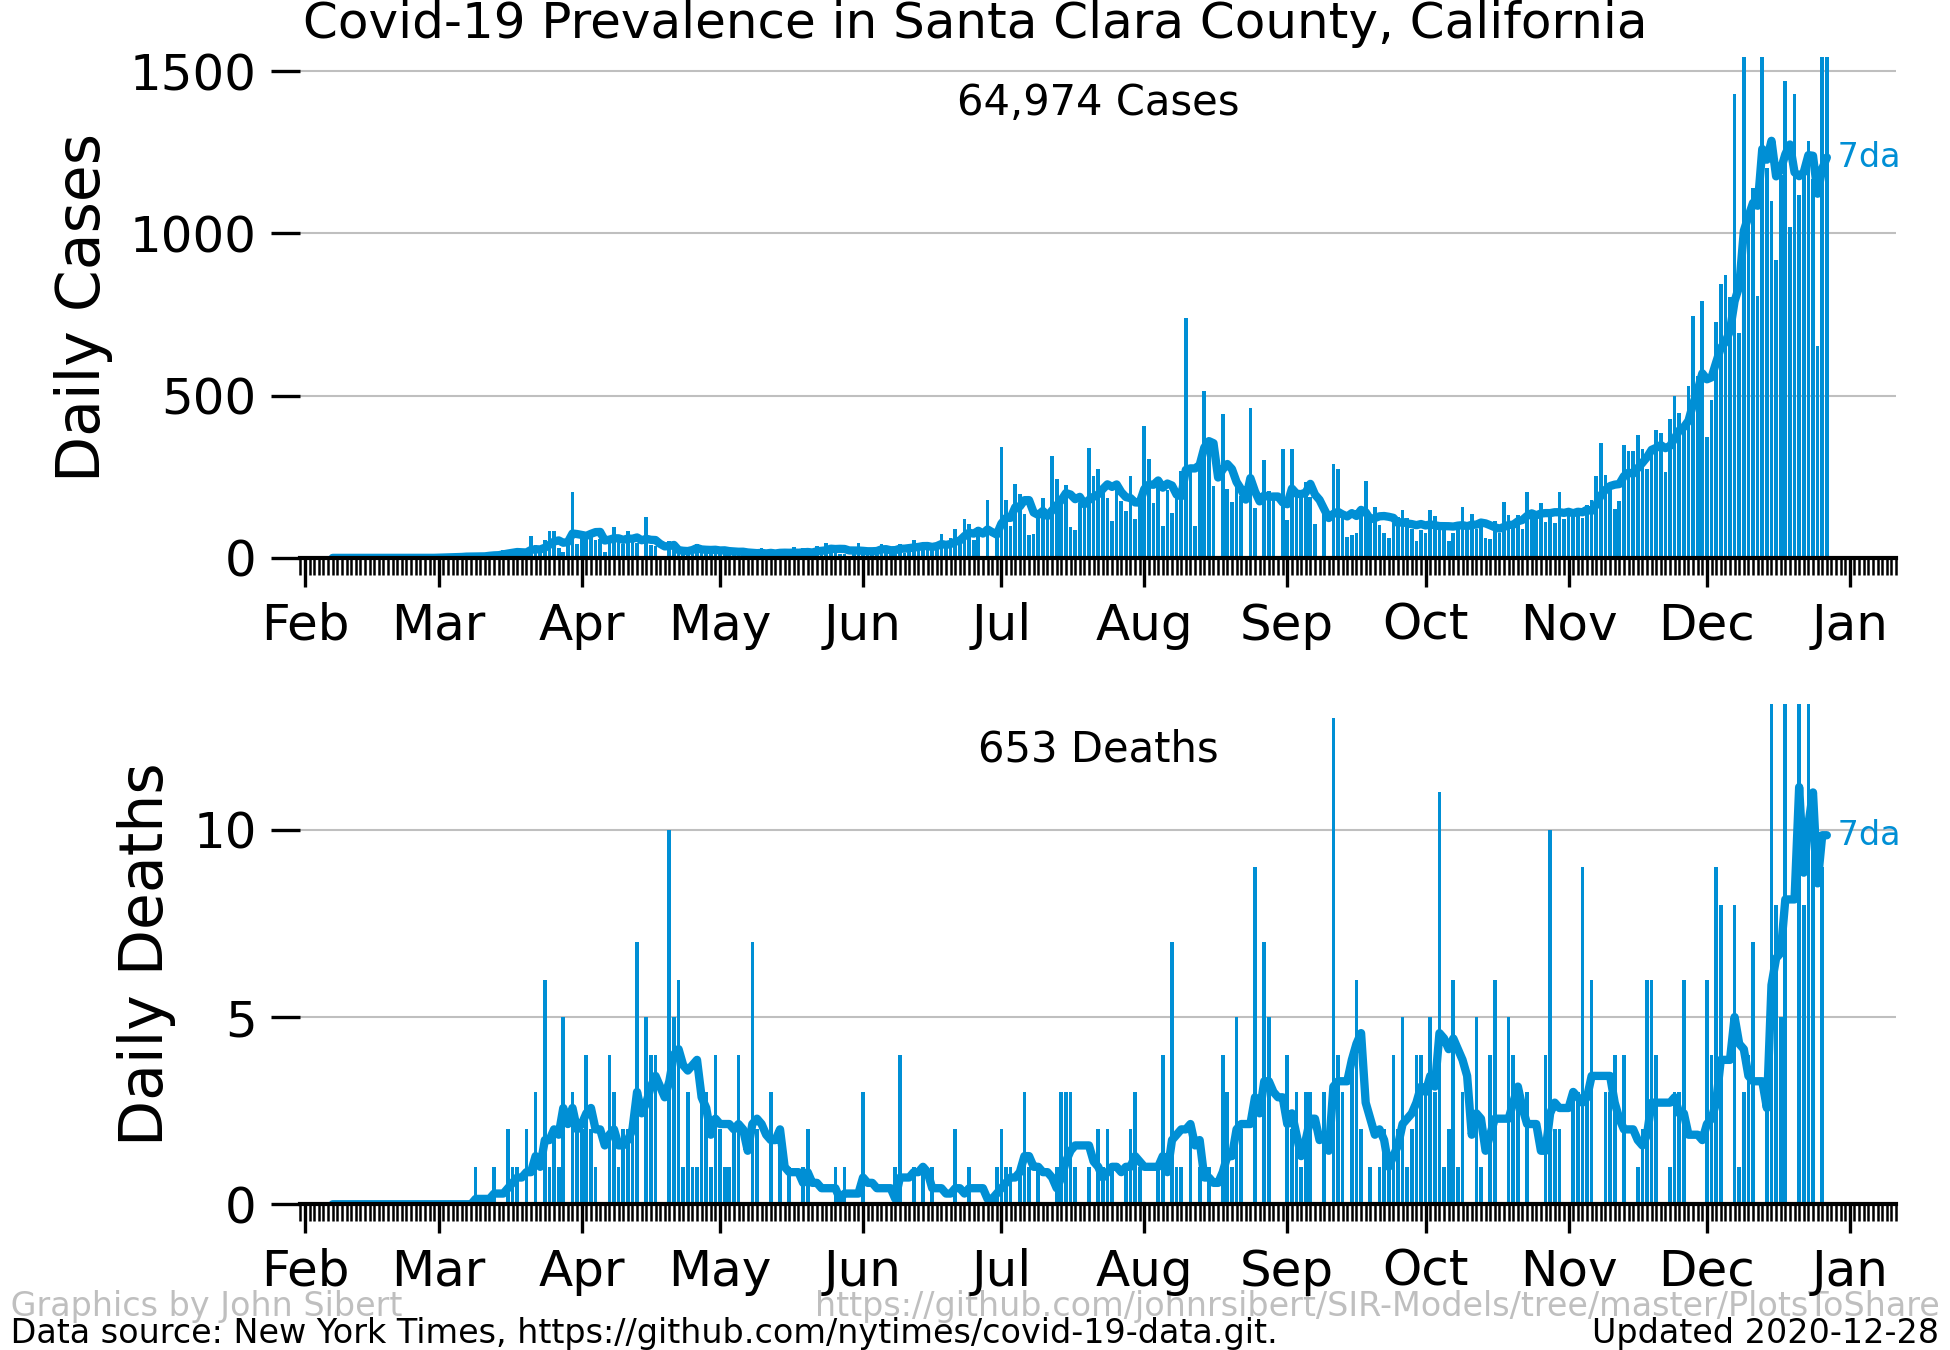 Covid-19 Prevalence in Santa Clara County, California
1500
1000
500
0
Daily Cases
64,974 Cases
7da
Feb Mar Apr May Jun Jul Aug Sep Oct Nov Dec Jan
10
5
0
Daily Deaths
653 Deaths
7da
Feb Mar Apr May Jun Jul Aug Sep Oct Nov Dec Jan
Graphics by John Sibert https://github.com/johnrsibert/SIR-Models/tree/master/PlotsToShare
Data source: New York Times, https://github.com/nytimes/covid-19-data.git. Updated 2020-12-28